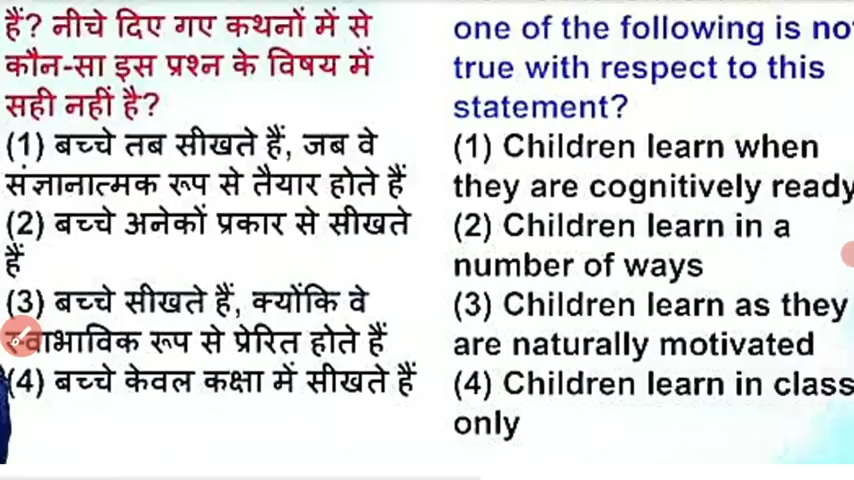 हैं? नीचे दिए गए कथनों में से
कौन-सा इस प्रश्न के विषय में
सही नहीं है?
(1) बच्चे तब सीखते हैं, जब वे
संज्ञानात्मक रूप से तैयार होते हैं
(2) बच्चे अनेकों प्रकार से सीखते
हैं
(3) बच्चे सीखते हैं, क्योंकि वे
स्वाभाविक रूप से प्रेरित होते हैं
(4) बच्चे केवल कक्षा में सीखते हैं
one of the following is not
true with respect to this
statement?
(1) Children learn when
they are cognitively ready
(2) Children learn in a
number of ways
(3) Children learn as they
are naturally motivated
(4) Children learn in class
only